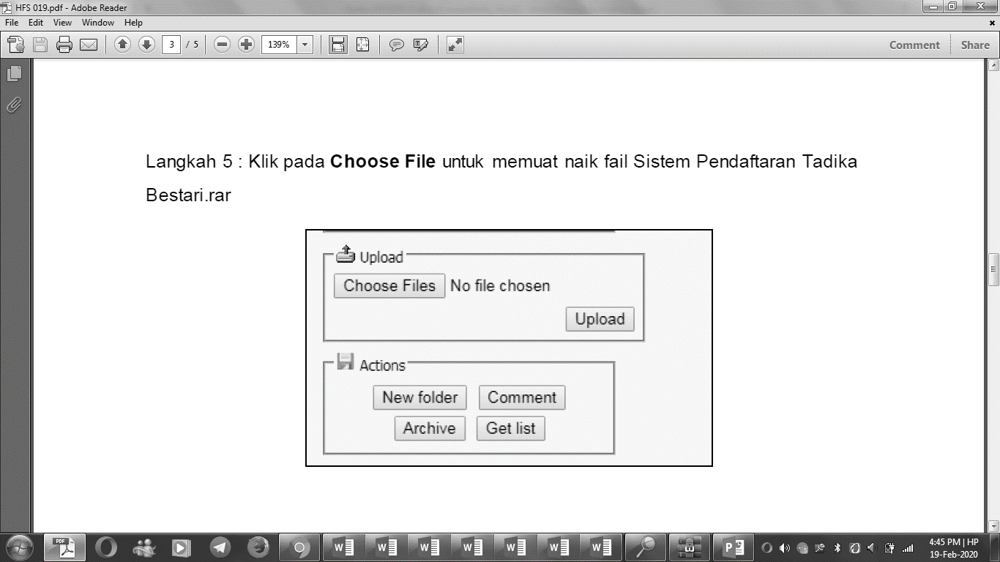 HFS 019.pdf - Adobe Reader
File Edit View Window Help
3 / 5 139% Comment Share
Langkah 5 : Klik pada Choose File untuk memuat naik fail Sistem Pendaftaran Tadika
Bestari.rar
Upload
Choose Files No file chosen
Upload
Actions
New folder Comment
Archive Get list
4:45 PM | HP
19-Feb-2020